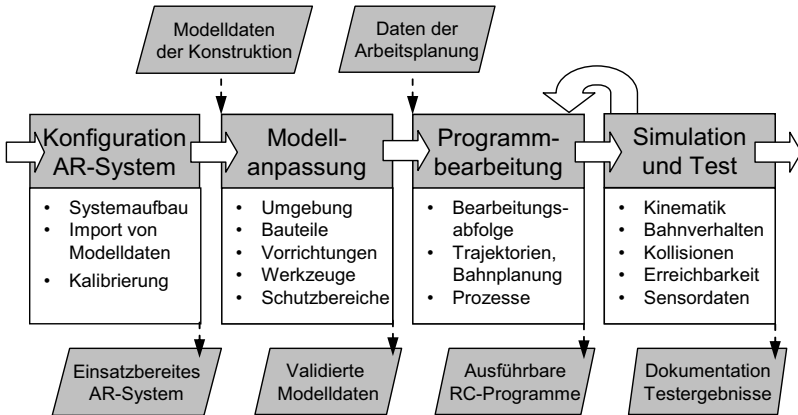 Modelldaten
der Konstruktion
Daten der
Arbeitsplanung
Konfiguration
AR-System
• Systemaufbau
• Import von
Modelldaten
• Kalibrierung
Modell-
anpassung
• Umgebung
• Bauteile
• Vorrichtungen
• Werkzeuge
• Schutzbereiche
Programm-
bearbeitung
• Bearbeitungs-
abfolge
• Trajektorien,
Bahnplanung
• Prozesse
Simulation
und Test
• Kinematik
• Bahnverhalten
• Kollisionen
• Erreichbarkeit
• Sensordaten
Einsatzbereites
AR-System
Validierte
Modelldaten
Ausführbare
RC-Programme
Dokumentation
Testergebnisse